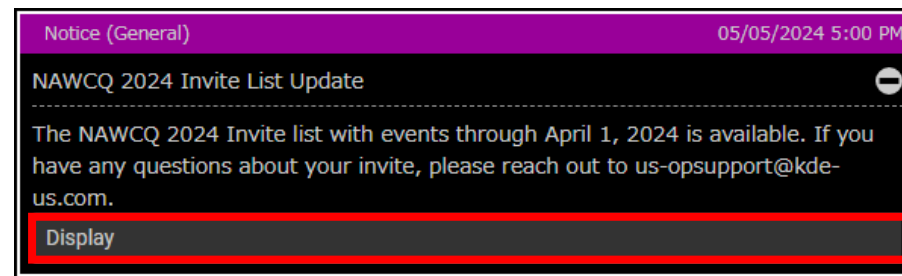 Notice (General) 05/05/2024 5:00 PM
NAWCQ 2024 Invite List Update
The NAWCQ 2024 Invite list with events through April 1, 2024 is available. If you
have any questions about your invite, please reach out to us-opsupport@kde-
us.com.
Display